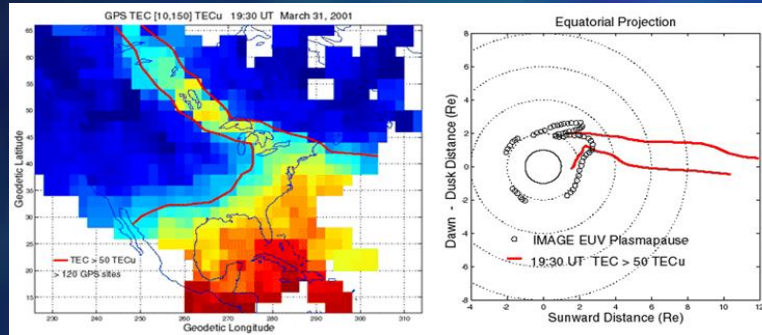 GPS TEC [10,150] TECu 19:30 UT March 31, 2001
Geodetic Latitude
65
60
55
50
45
40
35
30
25
20
15
TEC > 50 TECu
> 120 GPS sites
230 240 250 260 270 280 290 300 310
Geodetic Longitude
Equatorial Projection
Dawn - Dusk Distance (Re)
8
6
4
2
0
-2
-4
-6
-8
IMAGE EUV Plasmapause
19:30 UT TEC > 50 TECu
-4 -2 0 2 4 6 8 10 12
Sunward Distance (Re)